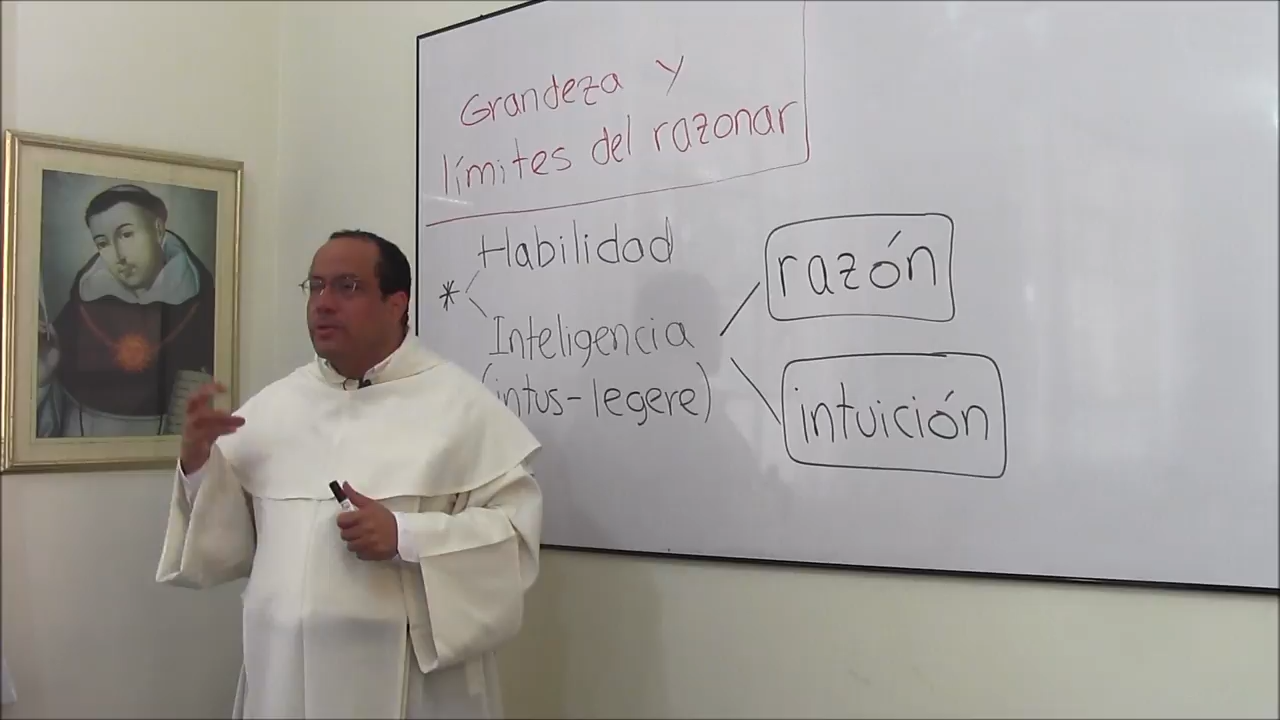 Grandeza y
límites del razonar
Habilidad
*
Inteligencia
(intus-legere)
razón
intuición